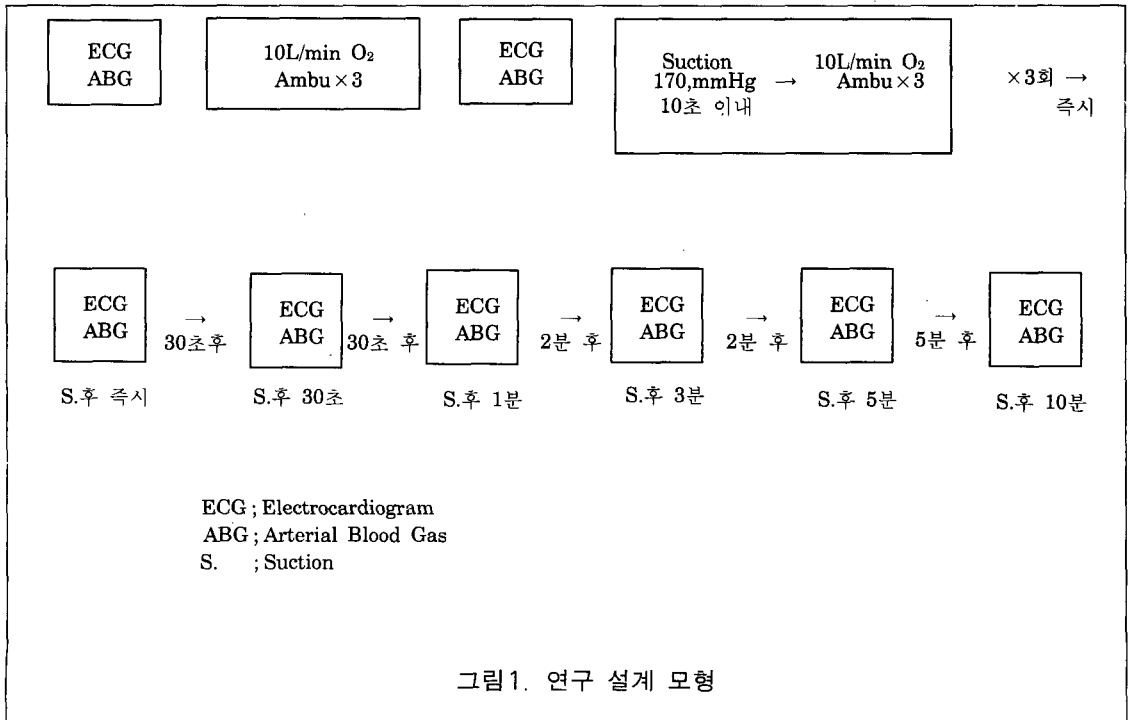 ECG 10L/min O₂ ECG Suction 10L/min O₂
ABG Ambu×3 ABG 170,mmHg → Ambu×3 ×3회 →
10초 이내 즉시
ECG → ECG → ECG → ECG → ECG → ECG
ABG 30초후 ABG 30초 후 ABG 2분 후 ABG 2분 후 ABG 5분 후 ABG
S.후 즉시 S.후 30초 S.후 1분 S.후 3분 S.후 5분 S.후 10분
ECG ; Electrocardiogram
ABG ; Arterial Blood Gas
S. ; Suction
그림1. 연구 설계 모형